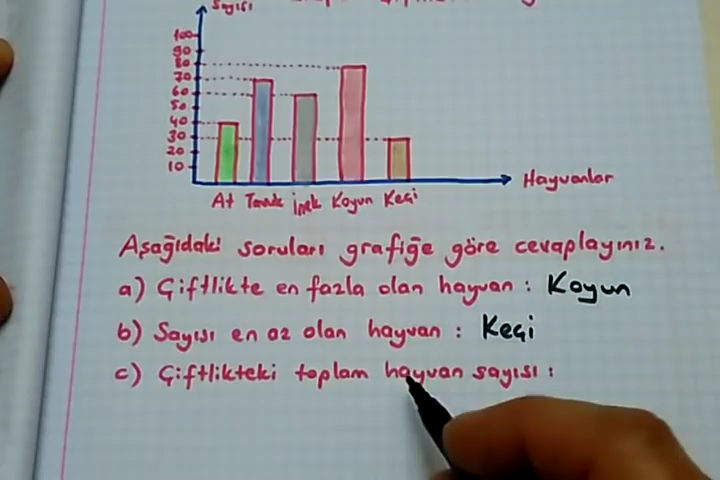 Sayısı
100
90
80
70
60
50
40
30
20
10
Hayvanlar
At Tavuk İnek Koyun Keçi
Aşağıdaki soruları grafiğe göre cevaplayınız.
a) Çiftlikte en fazla olan hayvan : Koyun
b) Sayısı en az olan hayvan : Keçi
c) Çiftlikteki toplam hayvan sayısı :